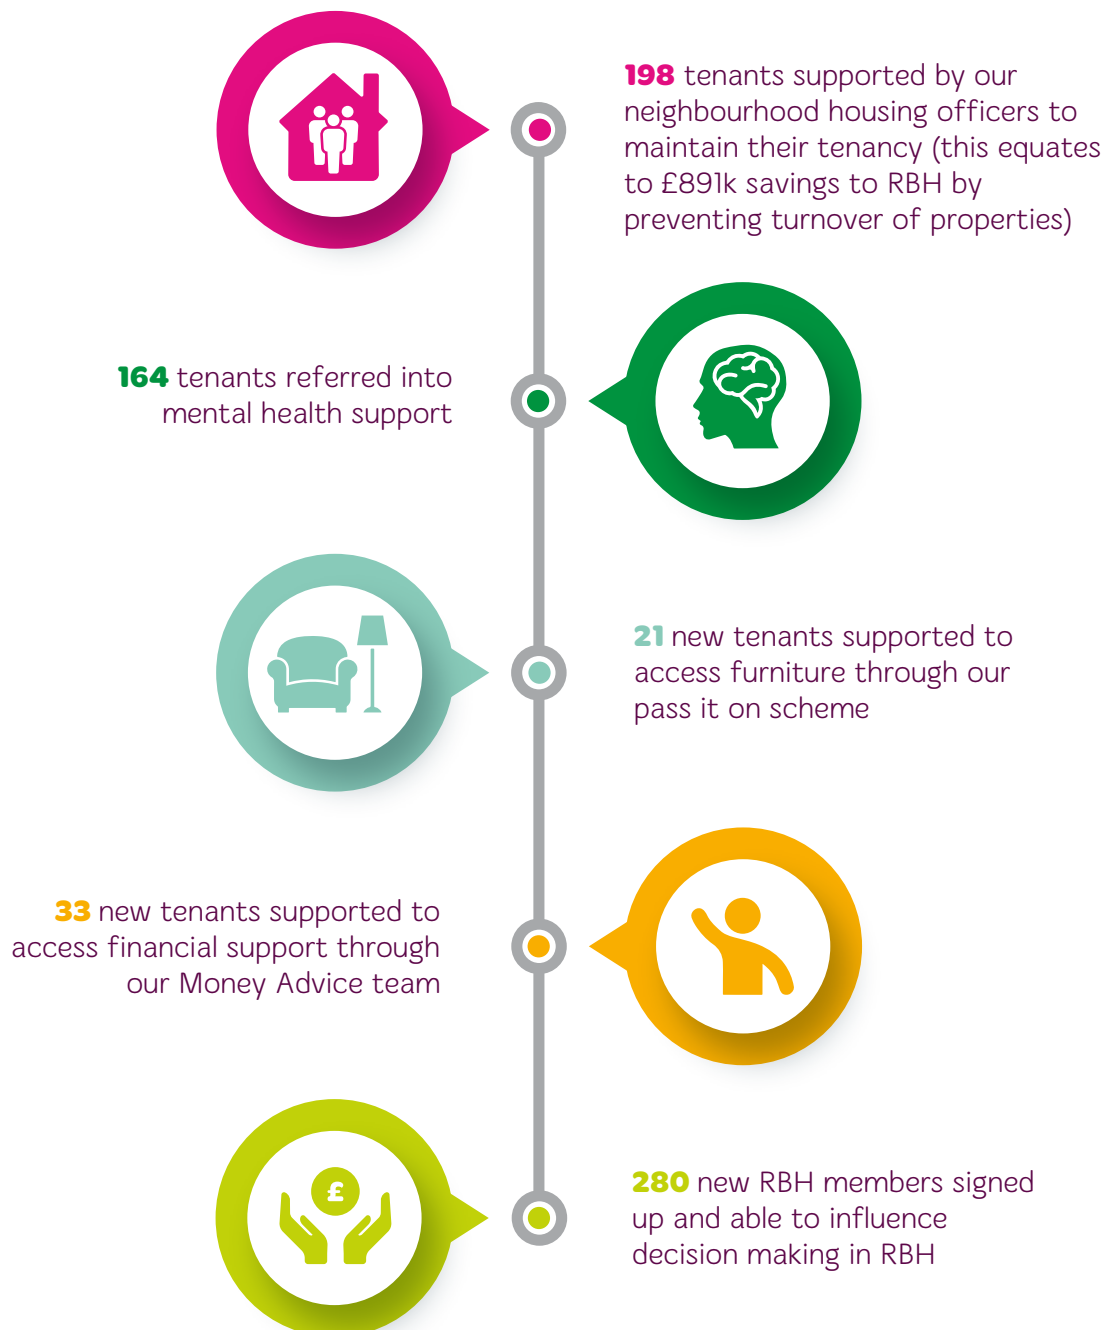 198 tenants supported by our
neighbourhood housing officers to
maintain their tenancy (this equates
to £891k savings to RBH by
preventing turnover of properties)
164 tenants referred into
mental health support
21 new tenants supported to
access furniture through our
pass it on scheme
33 new tenants supported to
access financial support through
our Money Advice team
£
280 new RBH members signed
up and able to influence
decision making in RBH